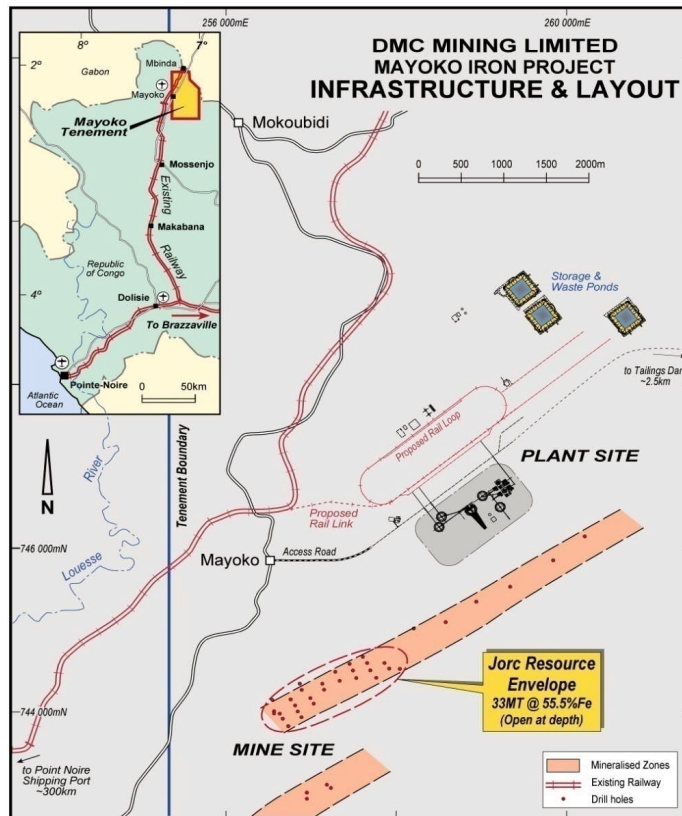 256 000mE
260 000mE
DMC MINING LIMITED
MAYOKO IRON PROJECT
INFRASTRUCTURE & LAYOUT
0 500 1000 1500 2000m
8°
7°
2°
Gabon
Mbinda
Mayoko
Mayoko
Tenement
Mossenjo
Existing
Railway
Makabana
Republic
of Congo
4°
Dolisie
To Brazzaville
Pointe-Noire
Atlantic
Ocean
0 50km
Mokoubidi
Storage &
Waste Ponds
to Tailings Dam
~2.5km
Proposed Rail Loop
PLANT SITE
N
River
Louesse
Tenement Boundary
Proposed
Rail Link
746 000mN
Mayoko
Access Road
Jorc Resource
Envelope
33MT @ 55.5%Fe
(Open at depth)
744 000mN
MINE SITE
to Point Noire
Shipping Port
~300km
Mineralised Zones
Existing Railway
Drill holes